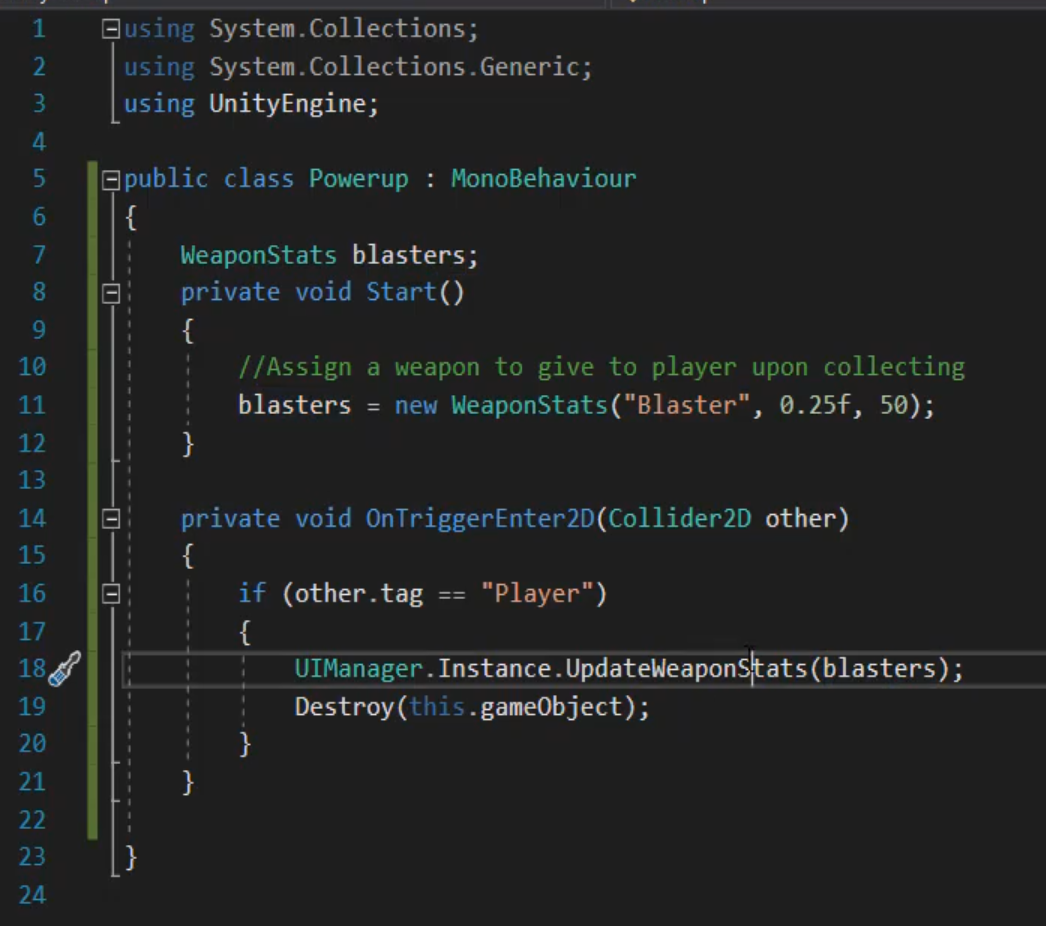 1 using System.Collections;
2 using System.Collections.Generic;
3 using UnityEngine;
4
5 public class Powerup : MonoBehaviour
6 {
7 WeaponStats blasters;
8 private void Start()
9 {
10 //Assign a weapon to give to player upon collecting
11 blasters = new WeaponStats("Blaster", 0.25f, 50);
12 }
13
14 private void OnTriggerEnter2D(Collider2D other)
15 {
16 if (other.tag == "Player")
17 {
18 UIManager.Instance.UpdateWeaponStats(blasters);
19 Destroy(this.gameObject);
20 }
21 }
22
23 }
24